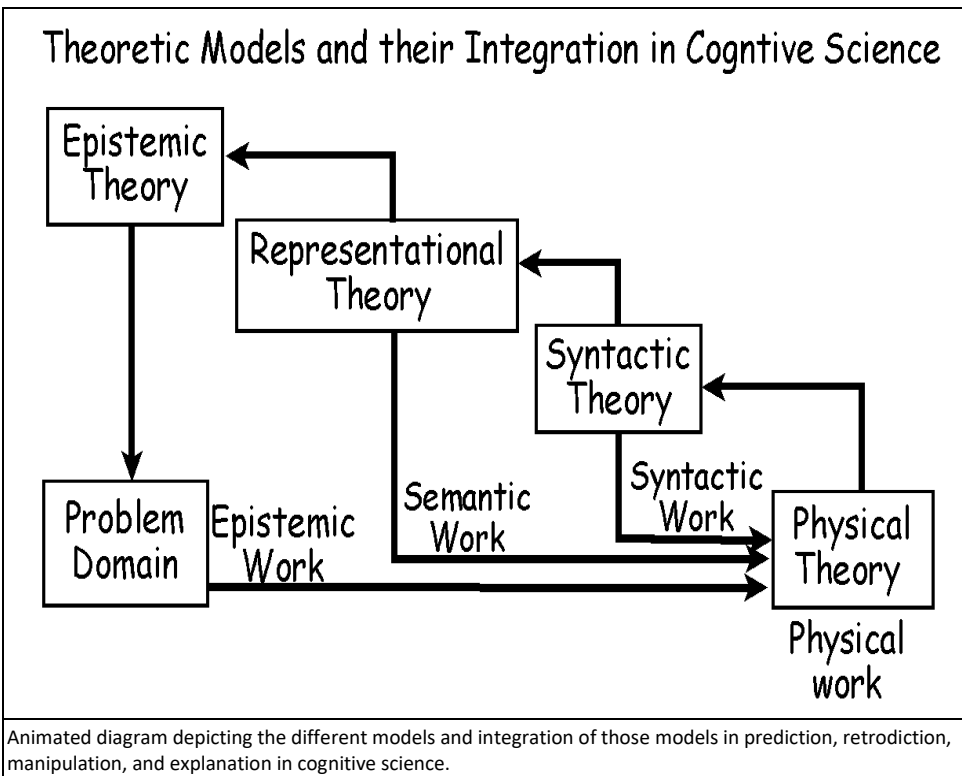 Theoretic Models and their Integration in Cogntive Science
Epistemic
Theory
Representational
Theory
Syntactic
Theory
Problem
Domain
Epistemic
Work
Semantic
Work
Syntactic
Work
Physical
Theory
Physical
work
Animated diagram depicting the different models and integration of those models in prediction, retrodiction,
manipulation, and explanation in cognitive science.